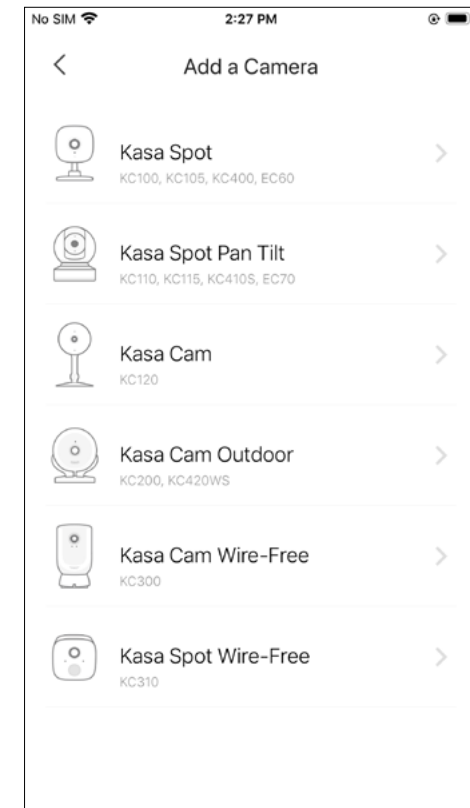 No SIM 2:27 PM
Add a Camera
Kasa Spot
KC100, KC105, KC400, EC60
Kasa Spot Pan Tilt
KC110, KC115, KC410S, EC70
Kasa Cam
KC120
Kasa Cam Outdoor
KC200, KC420WS
Kasa Cam Wire-Free
KC300
Kasa Spot Wire-Free
KC310